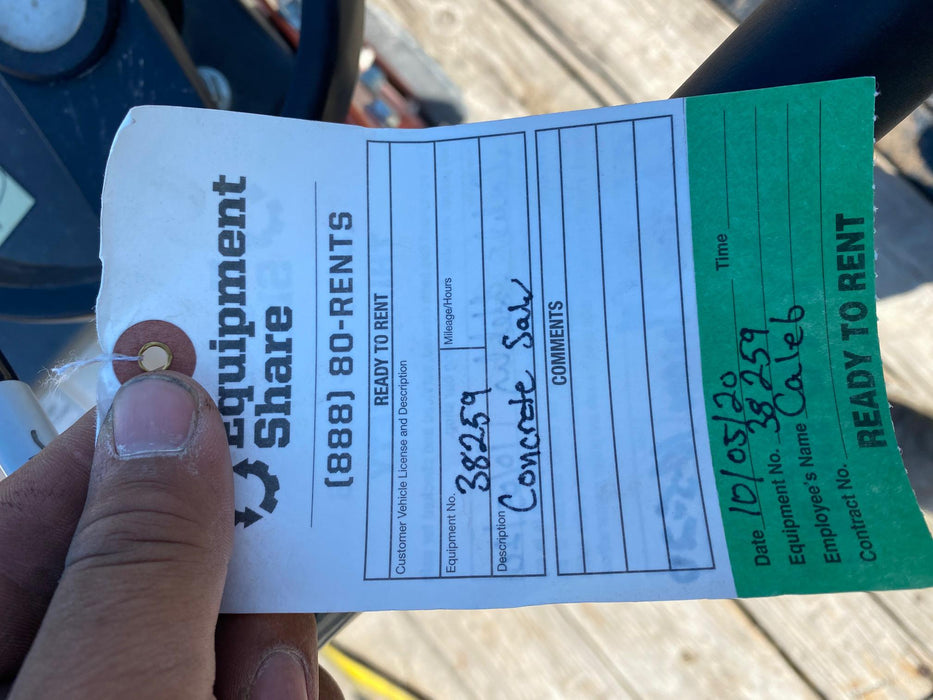 Equipment
Share
(888) 80-RENTS
READY TO RENT
Customer Vehicle License and Description
Equipment No. 38259 Mileage/Hours
Description Concrete Saw
COMMENTS
Date 10/05/20 Time
Equipment No. 38259
Employee's Name Caleb
Contract No.
READY TO RENT